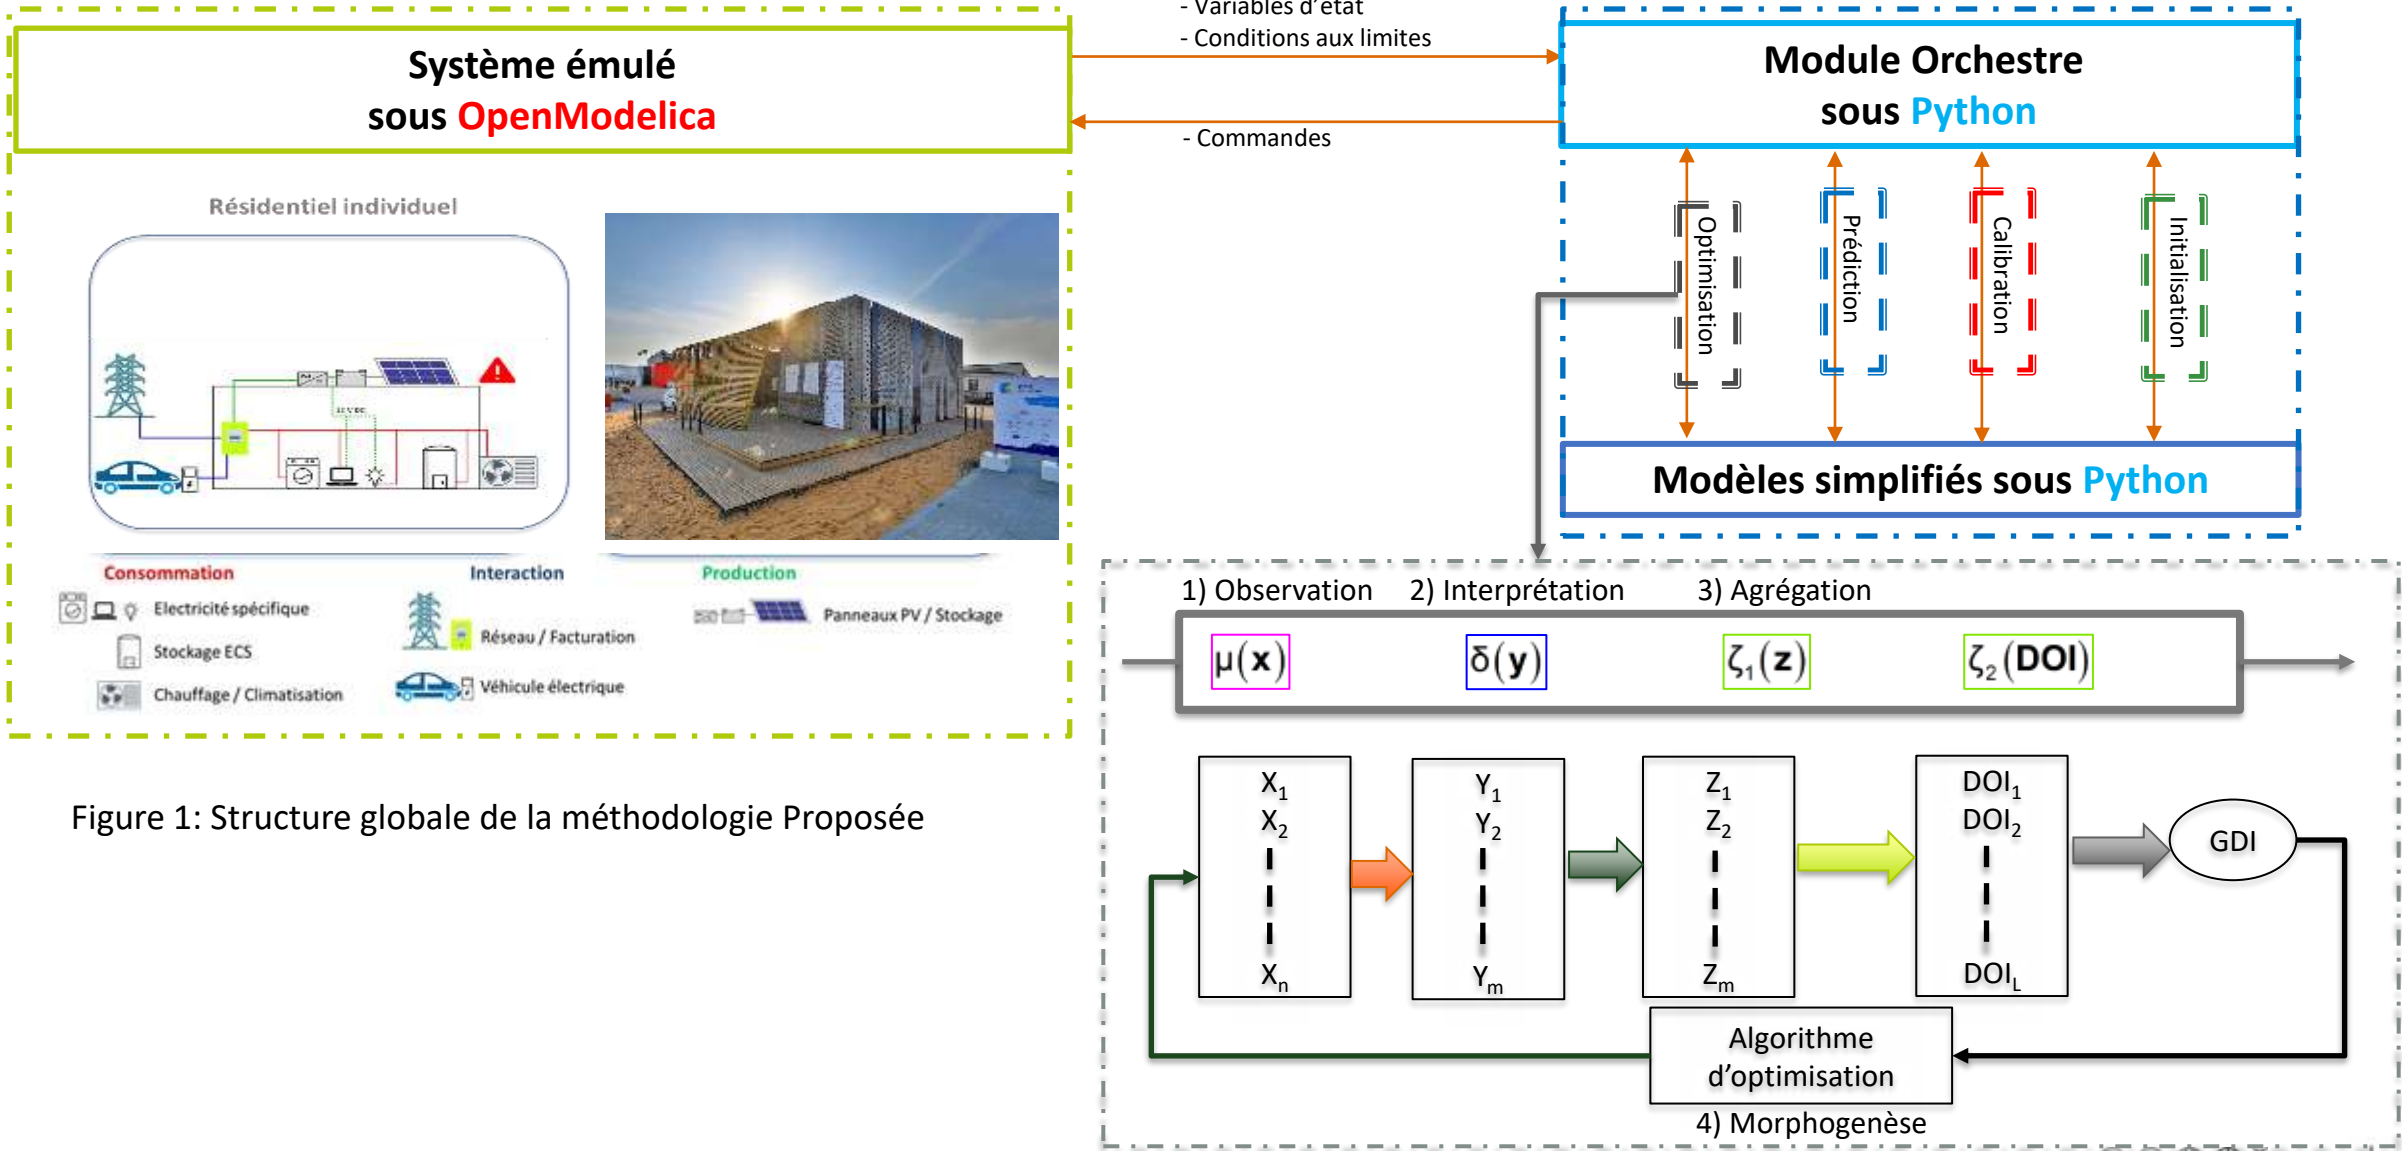 - Variables d'état
- Conditions aux limites
- Commandes
Système émulé
sous OpenModelica
Résidentiel individuel
12 V DC
Consommation
Electricité spécifique
Stockage ECS
Chauffage / Climatisation
Interaction
Réseau / Facturation
Véhicule électrique
Production
Panneaux PV / Stockage
Figure 1: Structure globale de la méthodologie Proposée
Module Orchestre
sous Python
Optimisation
Prédiction
Calibration
Initialisation
Modèles simplifiés sous Python
1) Observation
2) Interprétation
3) Agrégation
μ(x)
δ(y)
ζ₁(z)
ζ₂(DOI)
X₁
X₂
Xₙ
Y₁
Y₂
Yₘ
Z₁
Z₂
Zₘ
DOI₁
DOI₂
DOI_L
GDI
Algorithme
d'optimisation
4) Morphogenèse